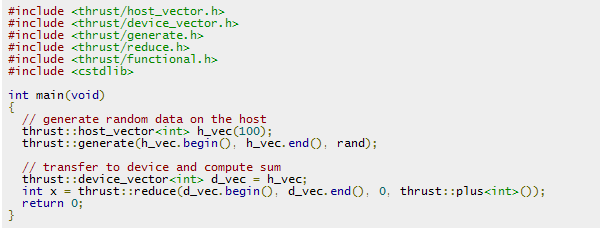 #include <thrust/host_vector.h>
#include <thrust/device_vector.h>
#include <thrust/generate.h>
#include <thrust/reduce.h>
#include <thrust/functional.h>
#include <cstdlib>

int main(void)
{
  // generate random data on the host
  thrust::host_vector<int> h_vec(100);
  thrust::generate(h_vec.begin(), h_vec.end(), rand);

  // transfer to device and compute sum
  thrust::device_vector<int> d_vec = h_vec;
  int x = thrust::reduce(d_vec.begin(), d_vec.end(), 0, thrust::plus<int>());
  return 0;
}